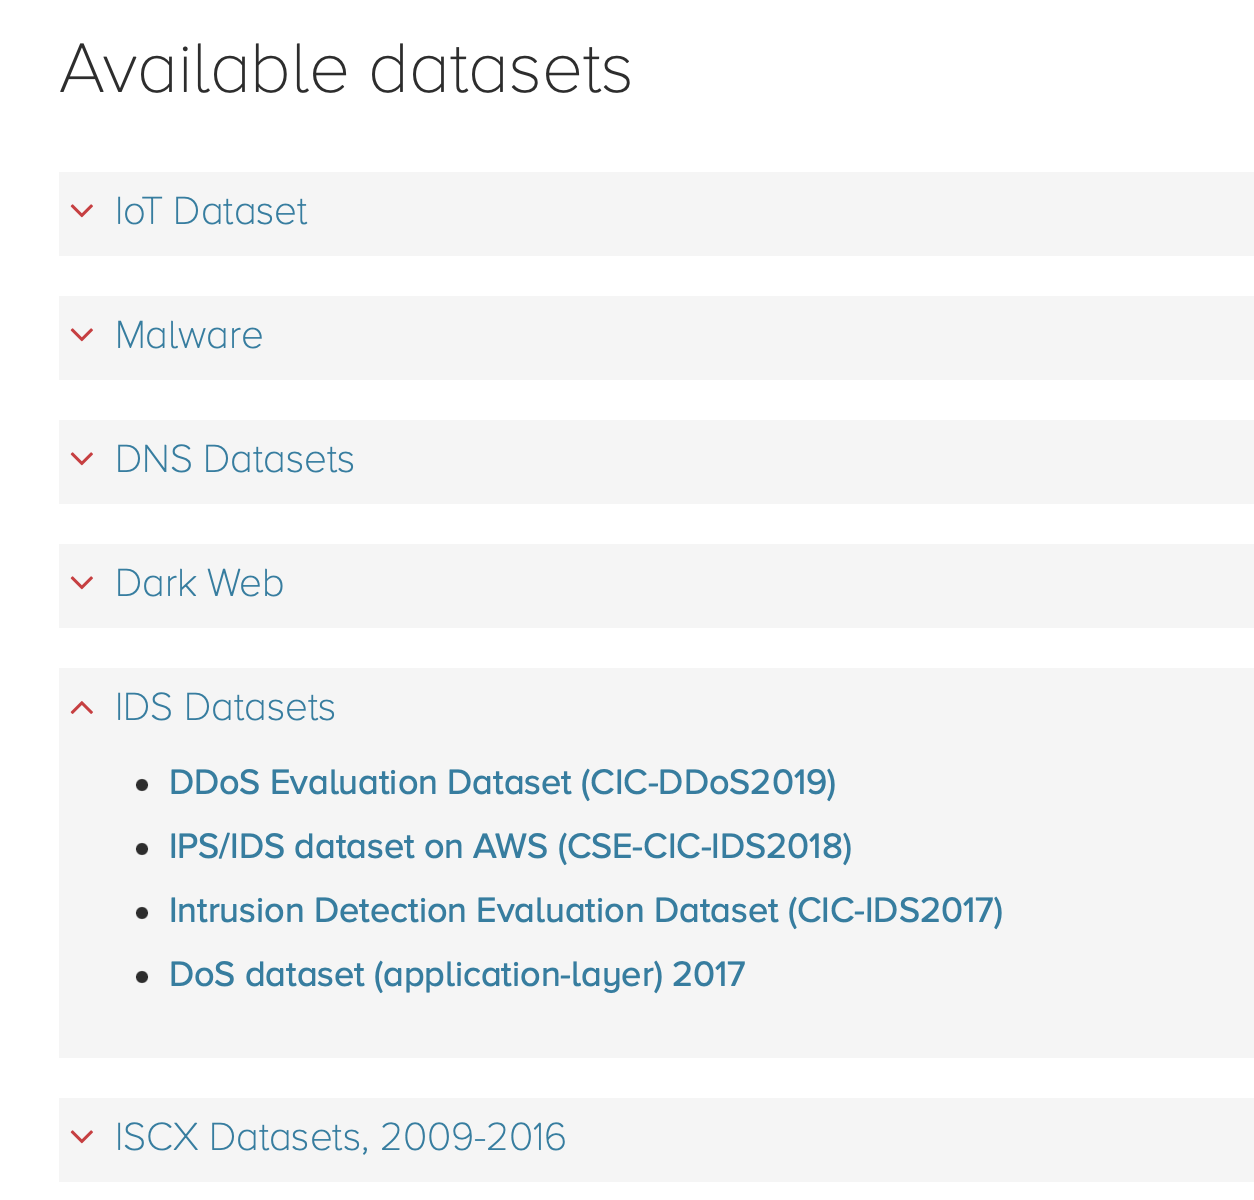 Available datasets
IoT Dataset
Malware
DNS Datasets
Dark Web
IDS Datasets
DDoS Evaluation Dataset (CIC-DDoS2019)
IPS/IDS dataset on AWS (CSE-CIC-IDS2018)
Intrusion Detection Evaluation Dataset (CIC-IDS2017)
DoS dataset (application-layer) 2017
ISCX Datasets, 2009-2016